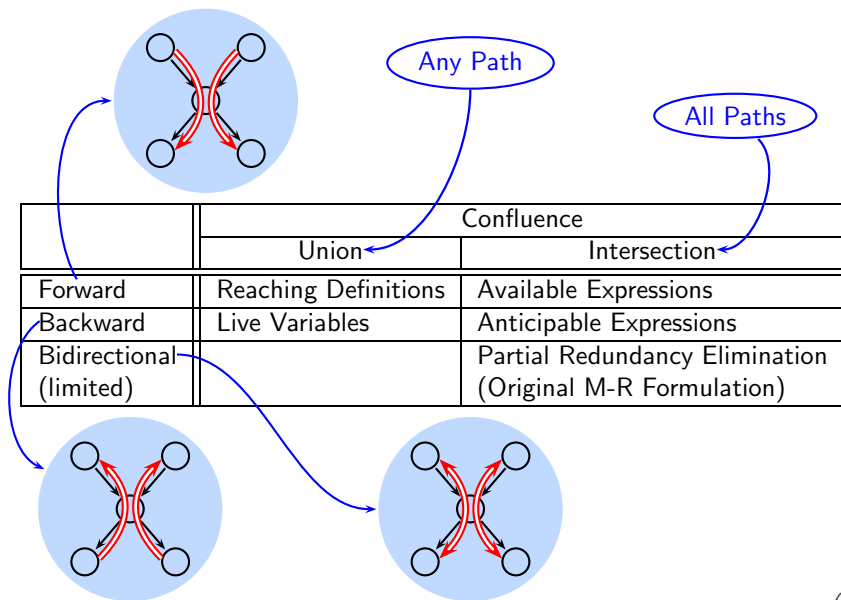 Any Path
All Paths
Confluence
Union Intersection
Forward Reaching Definitions Available Expressions
Backward Live Variables Anticipable Expressions
Bidirectional Partial Redundancy Elimination
(limited) (Original M-R Formulation)